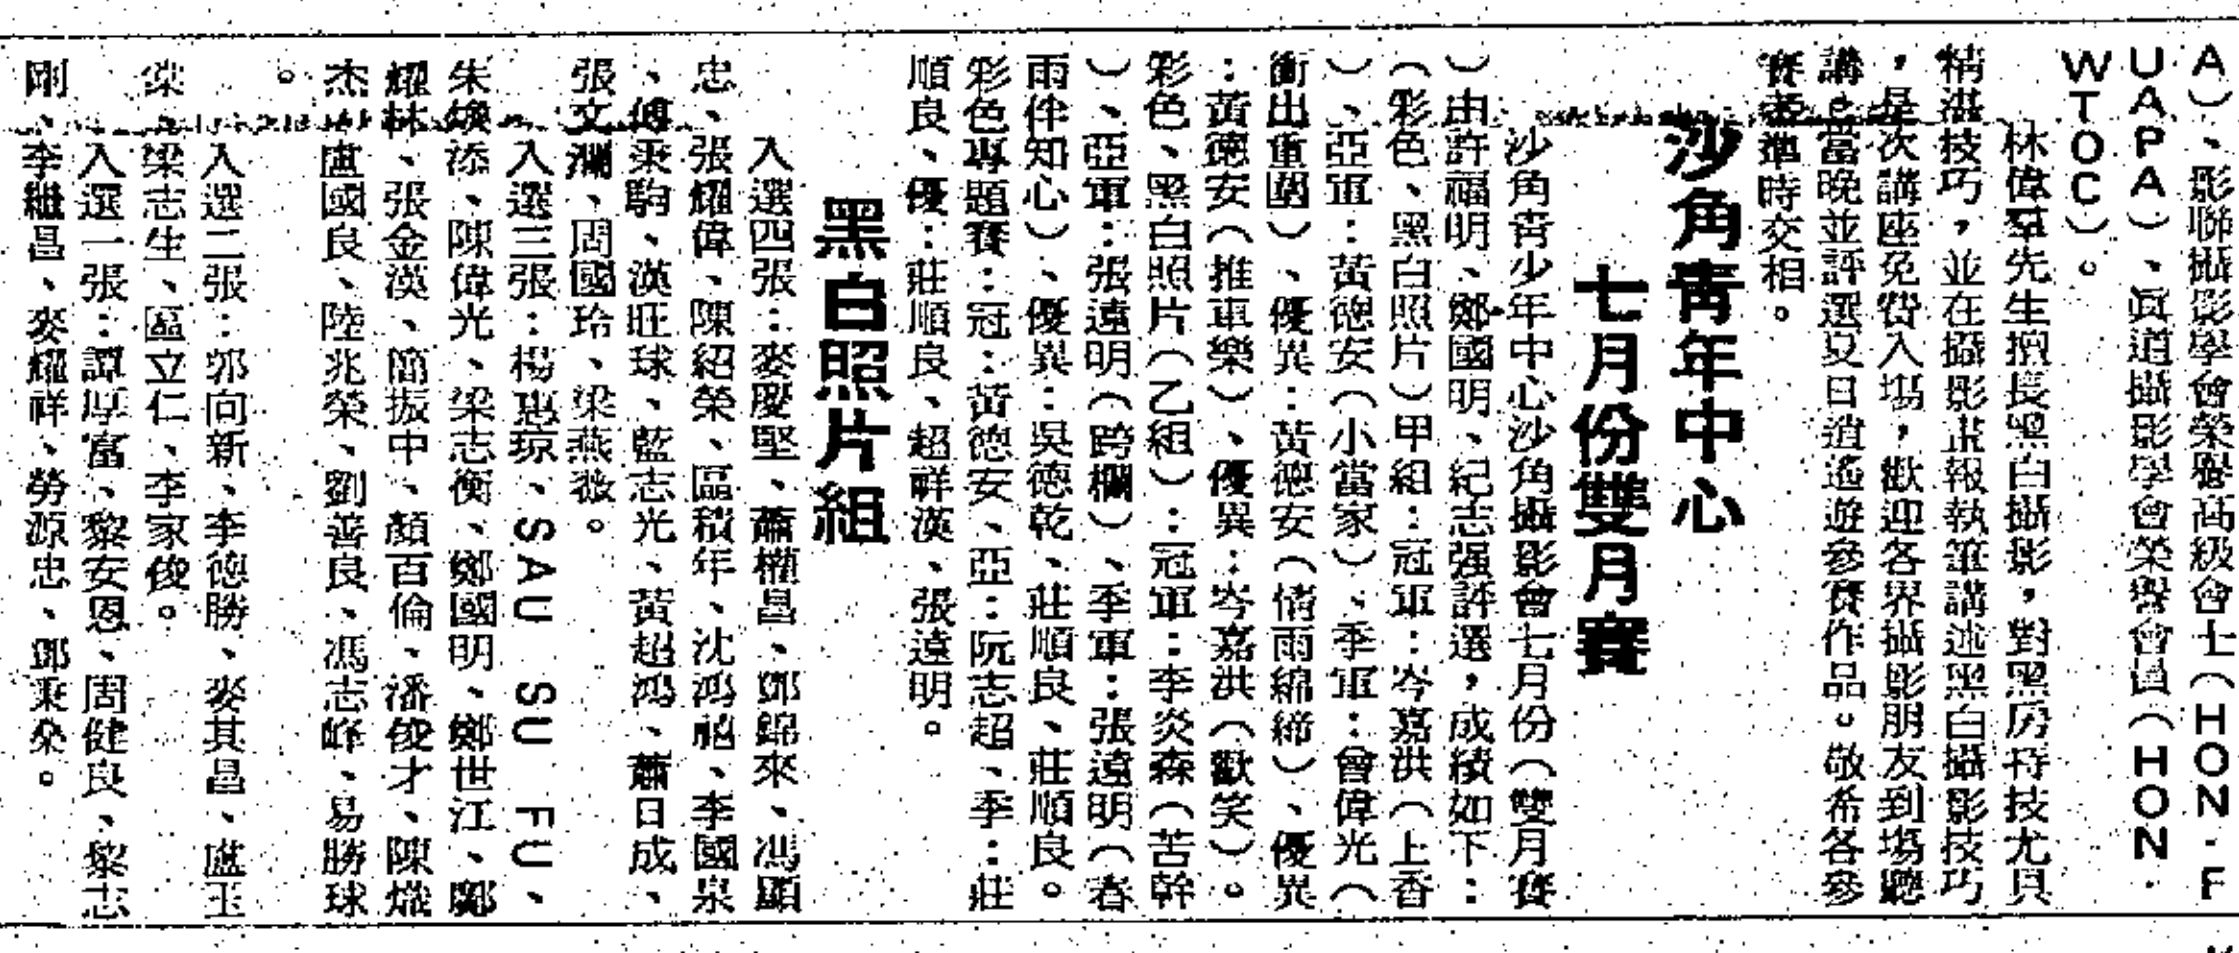 A）、影聯攝影學會榮譽高級會士（HON．F
UAPA）、眞道攝影學會榮譽會員（HON．
WTOC）。
林偉羣先生擅長黑白攝影，對黑房特技尤具
精湛技巧，並在攝影畫報執筆講述黑白攝影技巧
，是次講座免費入場，歡迎各界攝影朋友到場聽
講。當晚並評選夏日逍遙遊參賽作品。敬希各參
賽者準時交相。
沙角靑年中心
七月份雙月賽
沙角靑少年中心沙角攝影會七月份（雙月賽
）由許福明、鄭國明、紀志强評選，成績如下：
（彩色、黑白照片）甲組：冠軍：岑嘉洪（上香
）、亞軍：黃德安（小當家）、季軍：曾偉光（
衝出重圍）、優異：黃德安（情雨綿締）、優異
：黃德安（推車樂）、優異：岑嘉洪（歡笑）。
彩色、黑白照片（乙組）：冠軍：李炎森（苦幹
）、亞軍：張遠明（跨欄）、季軍：張遠明（春
雨伴知心）、優異：吳德乾、莊順良、莊順良。
彩色專題賽：冠：黃德安、亞：阮志超、季：莊
順良、優：莊順良、超祥漢、張遠明。
黑白照片組
入選四張：麥慶堅、蕭權昌、鄭錦來、馮顯
忠、張耀偉、陳紹榮、區積年、沈鴻、李國泉
、傅秉駒、漢旺球、藍志光、黃超鴻、蕭日成、
張文瀾、周國玲、梁燕薇。
入選三張：楊惠琼、SAU SU FU、
朱煥添、陳偉光、梁志衡、鄭國明、鄭世江、鄺
耀林、張金漢、簡振中、顏百倫、潘俊才、陳熾
杰、盧國良、陸兆榮、劉善良、馮志峰、易勝球
。
入選二張：郭向新、李德勝、麥其昌、盧玉
棠、梁志生、區立仁、李家俊。
入選一張：譚厚富、黎安恩、周健良、黎志
剛、李繼昌、麥耀祥、勞源忠、鄧秉燊。